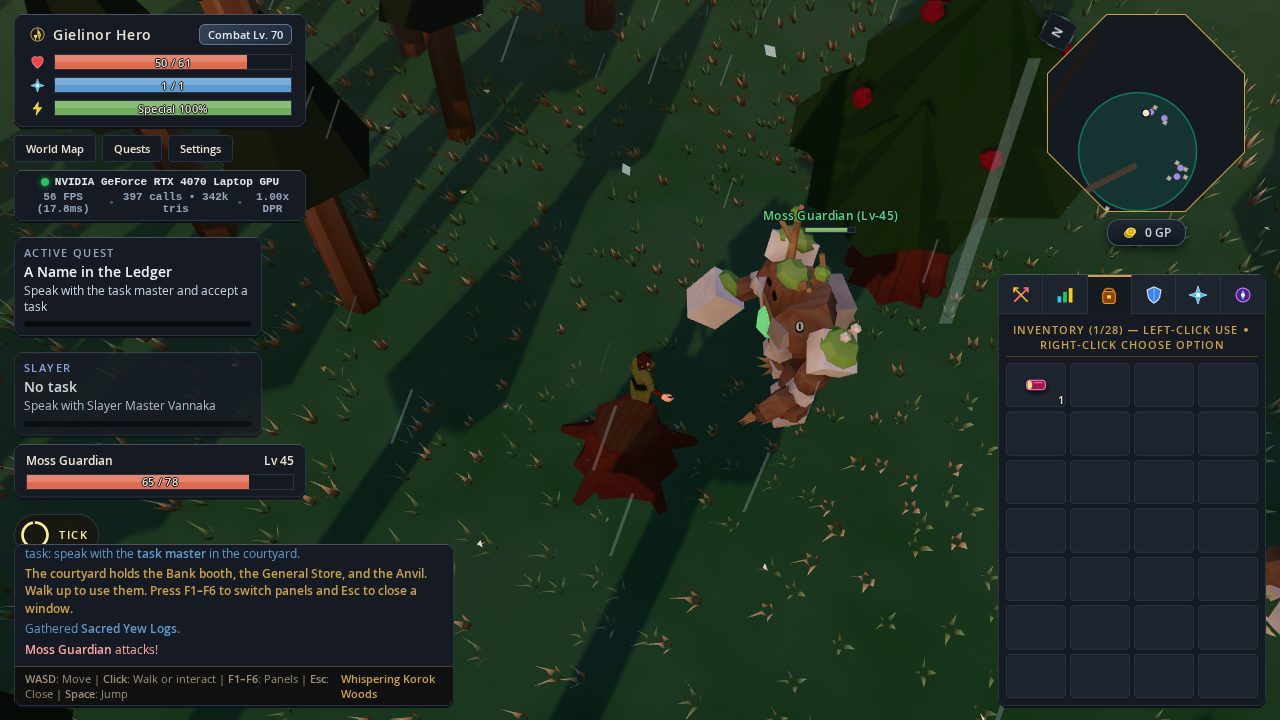 Gielinor Hero
Combat Lv. 70
50 / 61
1 / 1
Special 100%
World Map
Quests
Settings
NVIDIA GeForce RTX 4070 Laptop GPU
56 FPS (17.8ms) • 397 calls • 342k tris • 1.00x DPR
ACTIVE QUEST
A Name in the Ledger
Speak with the task master and accept a
task
SLAYER
No task
Speak with Slayer Master Vannaka
Moss Guardian Lv 45
65 / 78
TICK
task: speak with the task master in the courtyard.
The courtyard holds the Bank booth, the General Store, and the Anvil.
Walk up to use them. Press F1–F6 to switch panels and Esc to close a
window.
Gathered Sacred Yew Logs.
Moss Guardian attacks!
WASD: Move | Click: Walk or interact | F1–F6: Panels | Esc:
Close | Space: Jump
Whispering Korok
Woods
Moss Guardian (Lv-45)
0
N
0 GP
INVENTORY (1/28) — LEFT-CLICK USE •
RIGHT-CLICK CHOOSE OPTION
1